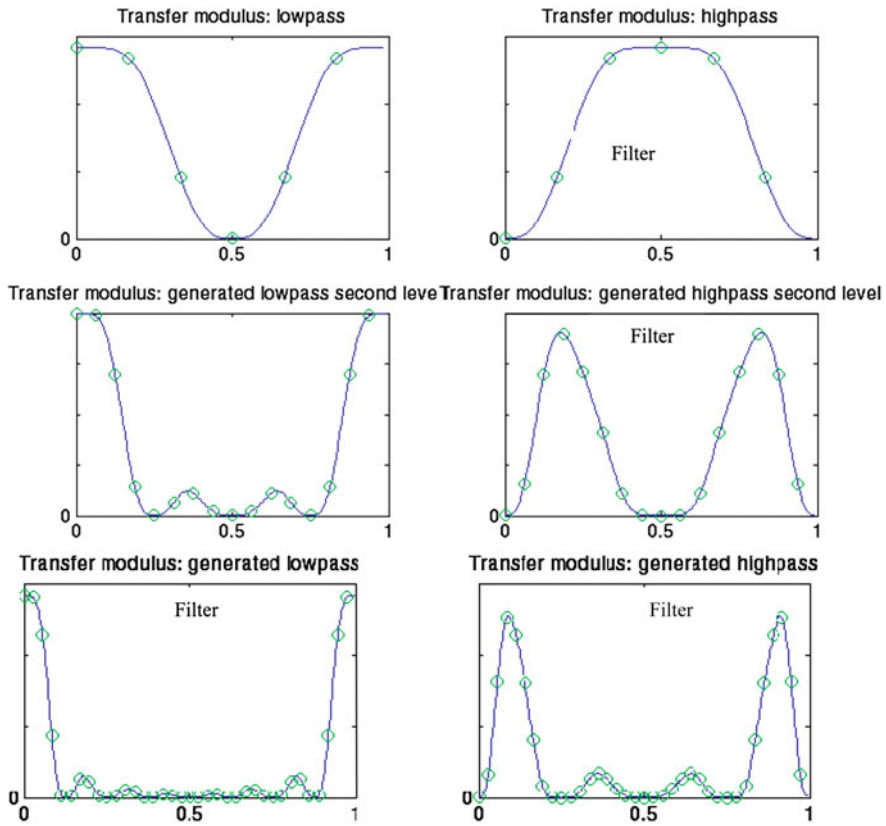 Transfer modulus: lowpass
Transfer modulus: highpass
Filter
0
0 0.5 1
0
0 0.5 1
Transfer modulus: generated lowpass second leve
Transfer modulus: generated highpass second level
Filter
0
0 0.5 1
0
0 0.5 1
Transfer modulus: generated lowpass
Transfer modulus: generated highpass
Filter
Filter
0
0 0.5 1
0
0 0.5 1